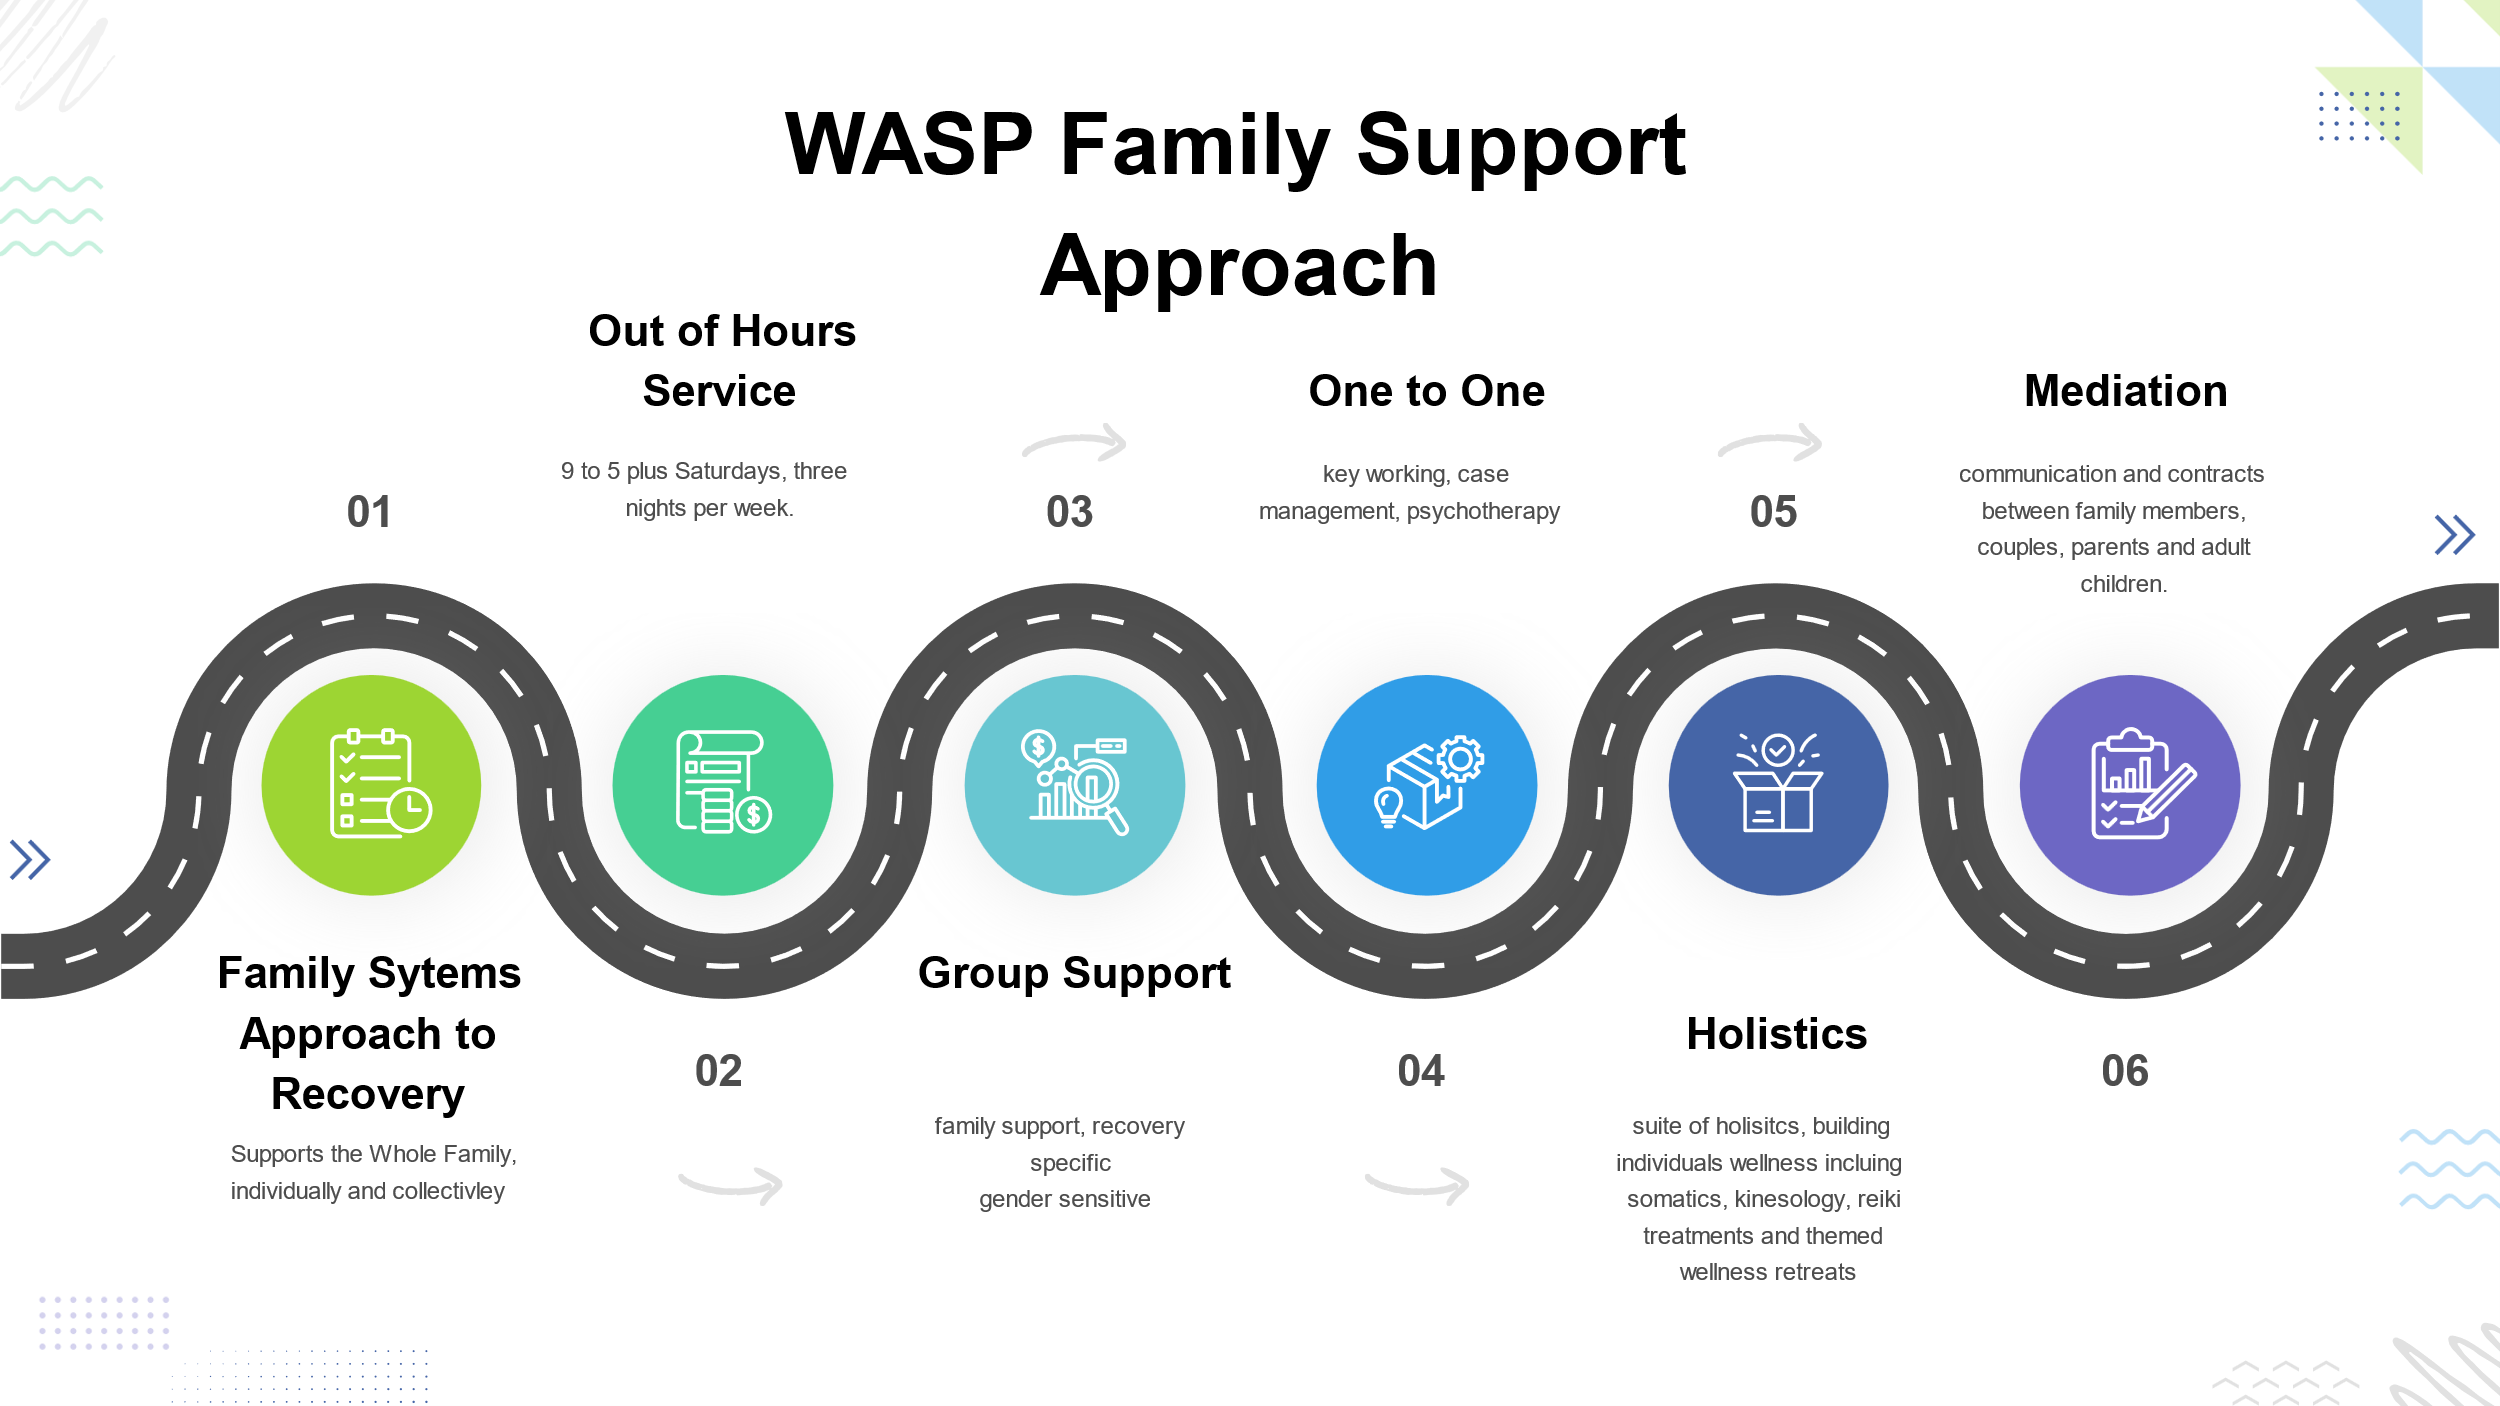 WASP Family Support
Approach
01
Family Sytems
Approach to
Recovery
Supports the Whole Family,
individually and collectivley
Out of Hours
Service
9 to 5 plus Saturdays, three
nights per week.
02
03
Group Support
family support, recovery
specific
gender sensitive
One to One
key working, case
management, psychotherapy
04
05
Holistics
suite of holisitcs, building
individuals wellness incluing
somatics, kinesology, reiki
treatments and themed
wellness retreats
Mediation
communication and contracts
between family members,
couples, parents and adult
children.
06